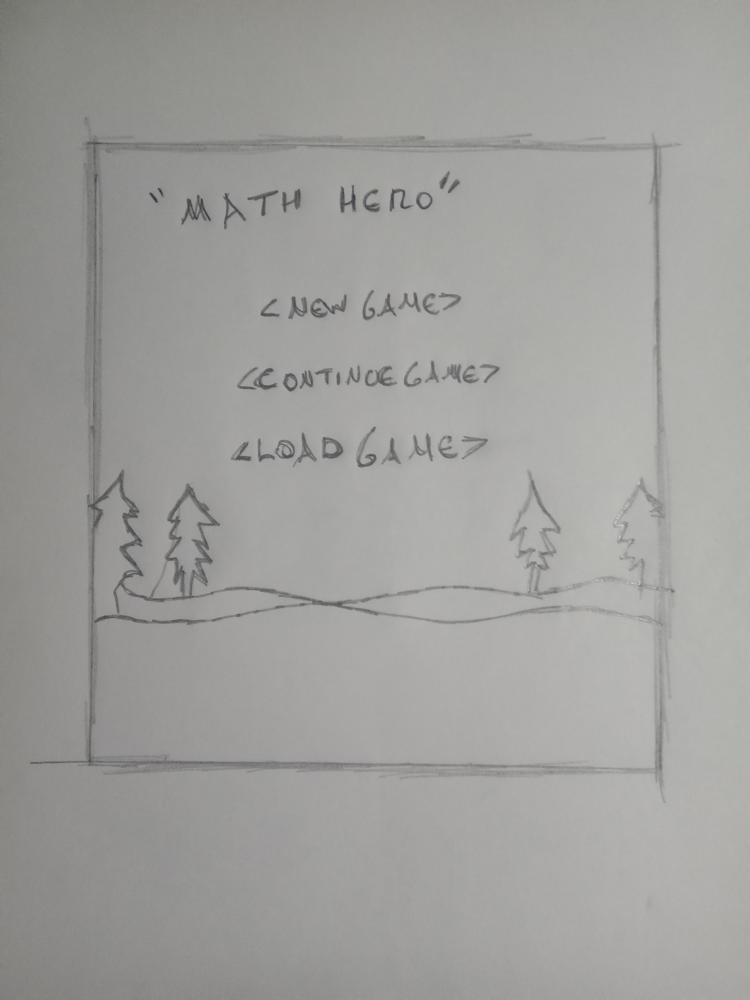 "MATH HERO"
<NEW GAME>
<CONTINUE GAME>
<LOAD GAME>